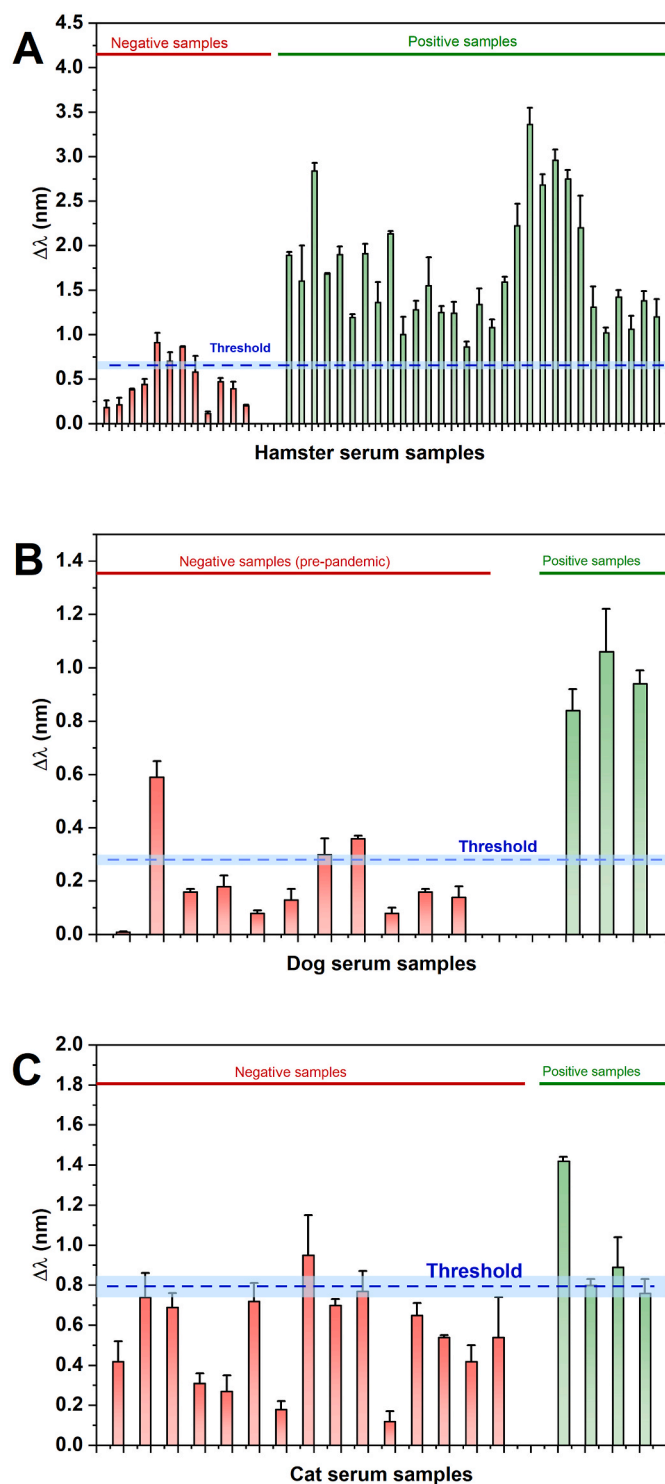 A
Negative samples
Positive samples
4.5
4.0
3.5
3.0
2.5
2.0
1.5
1.0
0.5
0.0
Δλ (nm)
Threshold
Hamster serum samples
B
Negative samples (pre-pandemic)
Positive samples
1.4
1.2
1.0
0.8
0.6
0.4
0.2
0.0
Δλ (nm)
Threshold
Dog serum samples
C
Negative samples
Positive samples
2.0
1.8
1.6
1.4
1.2
1.0
0.8
0.6
0.4
0.2
0.0
Δλ (nm)
Threshold
Cat serum samples